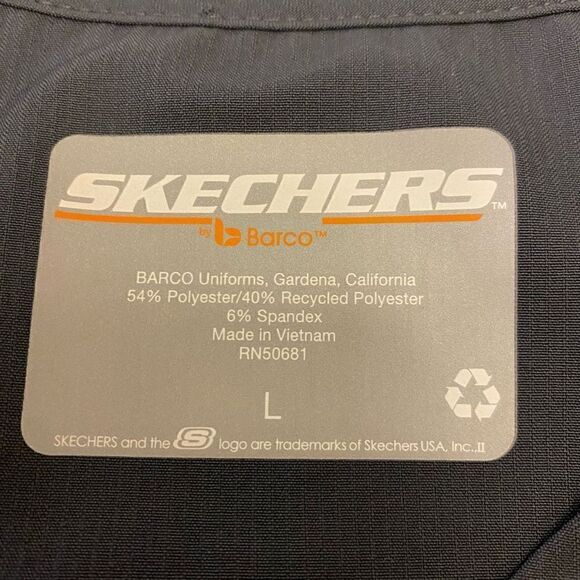 SKECHERS™
by b Barco™
BARCO Uniforms, Gardena, California
54% Polyester/40% Recycled Polyester
6% Spandex
Made in Vietnam
RN50681
L
SKECHERS and the S logo are trademarks of Skechers USA, Inc.,II